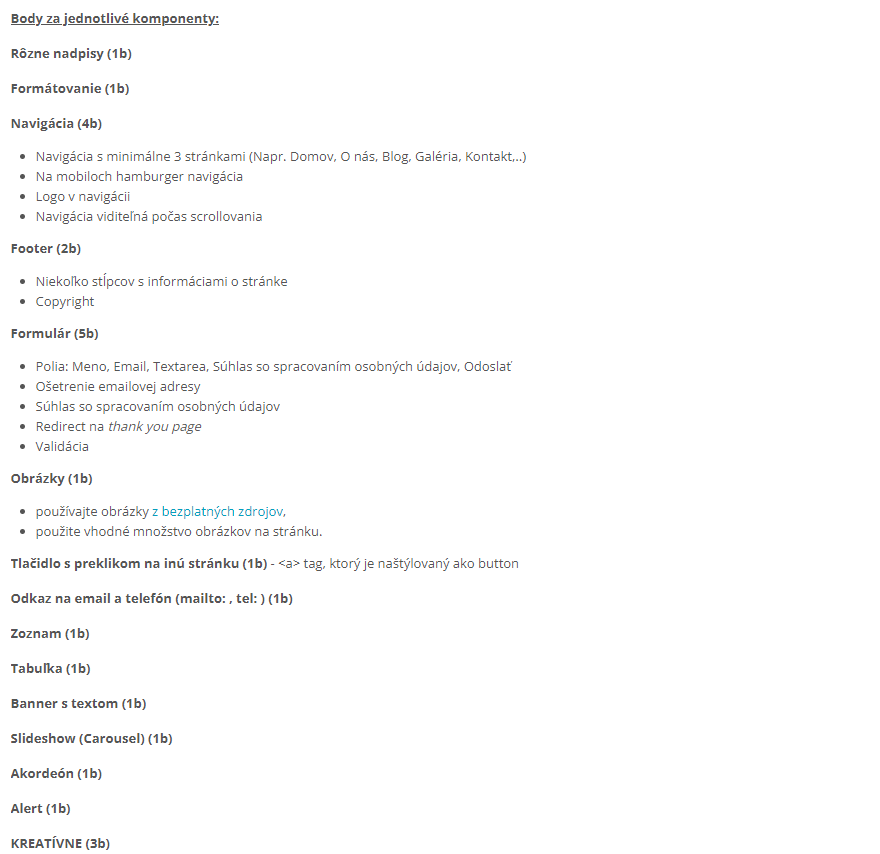 Body za jednotlivé komponenty:
Rôzne nadpisy (1b)
Formátovanie (1b)
Navigácia (4b)
Navigácia s minimálne 3 stránkami (Napr. Domov, O nás, Blog, Galéria, Kontakt,..)
Na mobiloch hamburger navigácia
Logo v navigácii
Navigácia viditeľná počas scrollovania
Footer (2b)
Niekoľko stĺpcov s informáciami o stránke
Copyright
Formulár (5b)
Polia: Meno, Email, Textarea, Súhlas so spracovaním osobných údajov, Odoslať
Ošetrenie emailovej adresy
Súhlas so spracovaním osobných údajov
Redirect na thank you page
Validácia
Obrázky (1b)
používajte obrázky z bezplatných zdrojov,
použite vhodné množstvo obrázkov na stránku.
Tlačidlo s preklikom na inú stránku (1b) - <a> tag, ktorý je naštýlovaný ako button
Odkaz na email a telefón (mailto: , tel: ) (1b)
Zoznam (1b)
Tabuľka (1b)
Banner s textom (1b)
Slideshow (Carousel) (1b)
Akordeón (1b)
Alert (1b)
KREATÍVNE (3b)